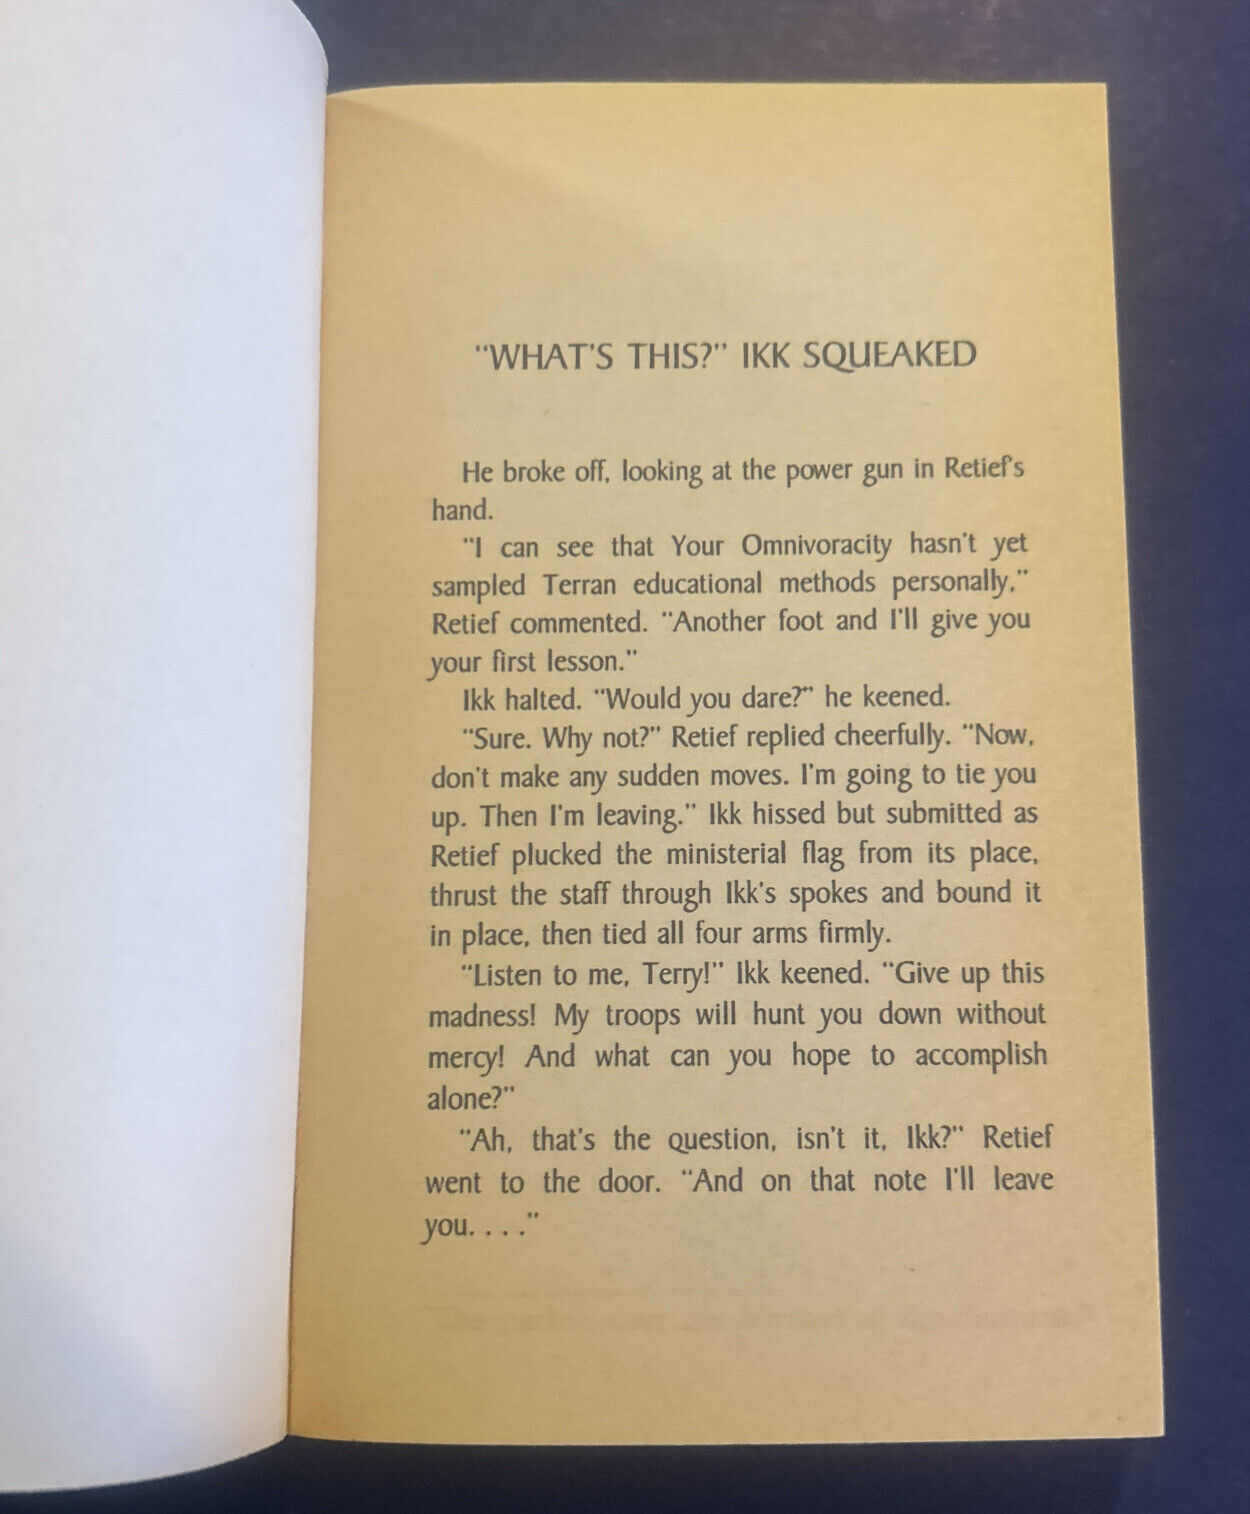 "WHAT'S THIS?" IKK SQUEAKED
He broke off, looking at the power gun in Retief's
hand.
"I can see that Your Omnivoracity hasn't yet
sampled Terran educational methods personally,"
Retief commented. "Another foot and I'll give you
your first lesson."
Ikk halted. "Would you dare?" he keened.
"Sure. Why not?" Retief replied cheerfully. "Now,
don't make any sudden moves. I'm going to tie you
up. Then I'm leaving." Ikk hissed but submitted as
Retief plucked the ministerial flag from its place,
thrust the staff through Ikk's spokes and bound it
in place, then tied all four arms firmly.
"Listen to me, Terry!" Ikk keened. "Give up this
madness! My troops will hunt you down without
mercy! And what can you hope to accomplish
alone?"
"Ah, that's the question, isn't it, Ikk?" Retief
went to the door. "And on that note I'll leave
you. . . ."